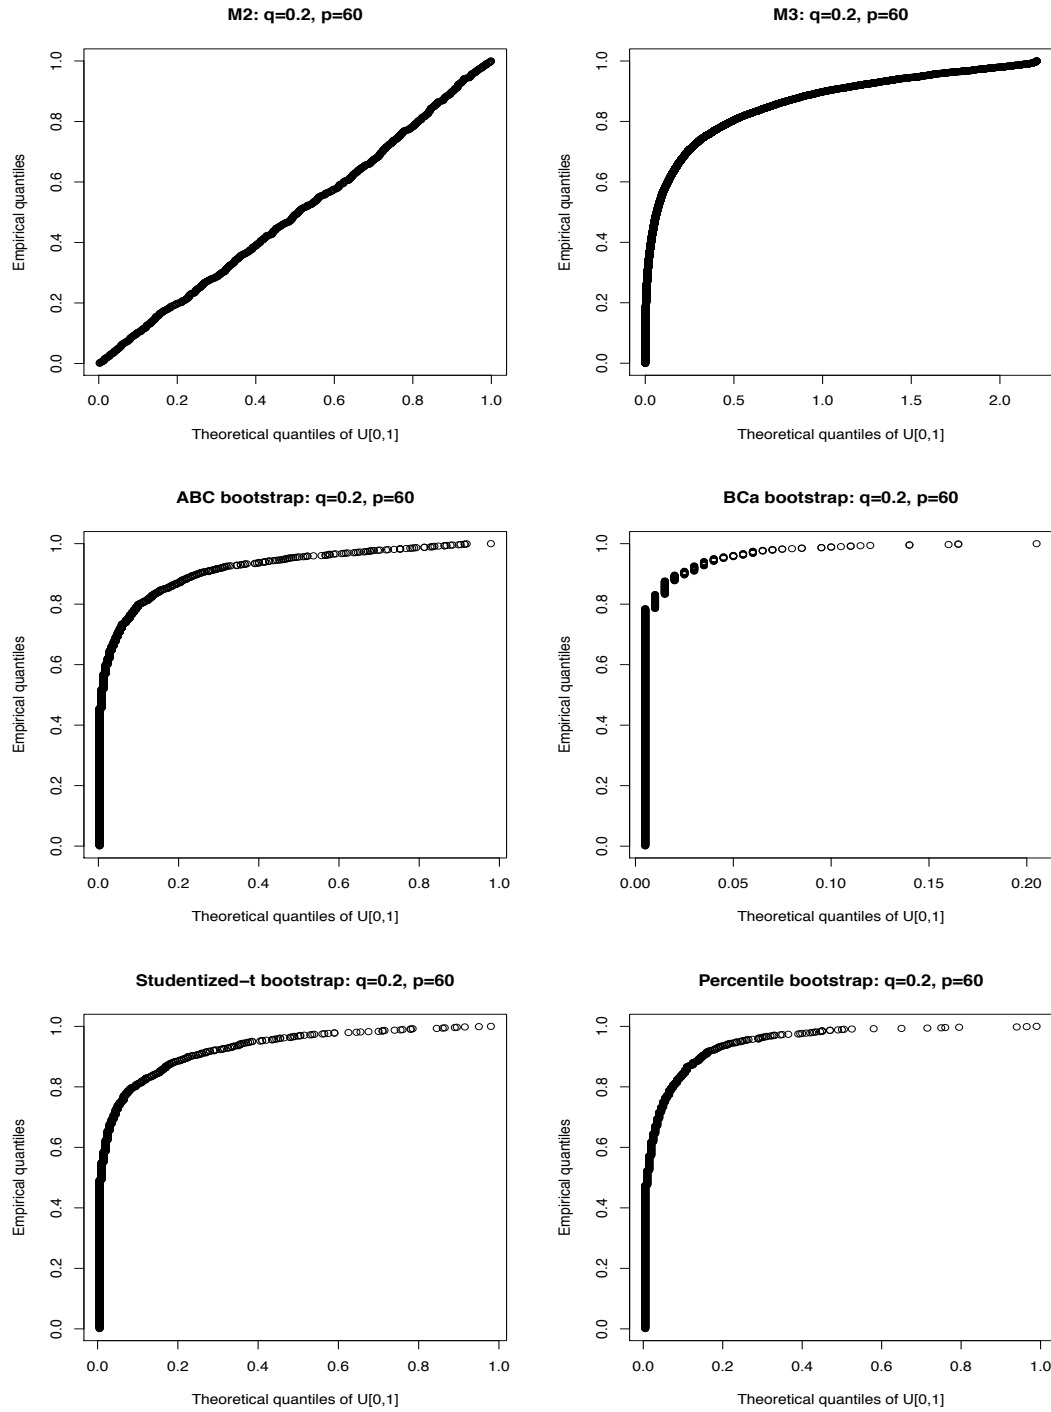 M2: q=0.2, p=60
M3: q=0.2, p=60
Empirical quantiles
0.0 0.2 0.4 0.6 0.8 1.0
0.0 0.2 0.4 0.6 0.8 1.0
Theoretical quantiles of U[0,1]
Empirical quantiles
0.0 0.2 0.4 0.6 0.8 1.0
0.0 0.5 1.0 1.5 2.0
Theoretical quantiles of U[0,1]
ABC bootstrap: q=0.2, p=60
BCa bootstrap: q=0.2, p=60
Empirical quantiles
0.0 0.2 0.4 0.6 0.8 1.0
0.0 0.2 0.4 0.6 0.8 1.0
Theoretical quantiles of U[0,1]
Empirical quantiles
0.0 0.2 0.4 0.6 0.8 1.0
0.00 0.05 0.10 0.15 0.20
Theoretical quantiles of U[0,1]
Studentized−t bootstrap: q=0.2, p=60
Percentile bootstrap: q=0.2, p=60
Empirical quantiles
0.0 0.2 0.4 0.6 0.8 1.0
0.0 0.2 0.4 0.6 0.8 1.0
Theoretical quantiles of U[0,1]
Empirical quantiles
0.0 0.2 0.4 0.6 0.8 1.0
0.0 0.2 0.4 0.6 0.8 1.0
Theoretical quantiles of U[0,1]